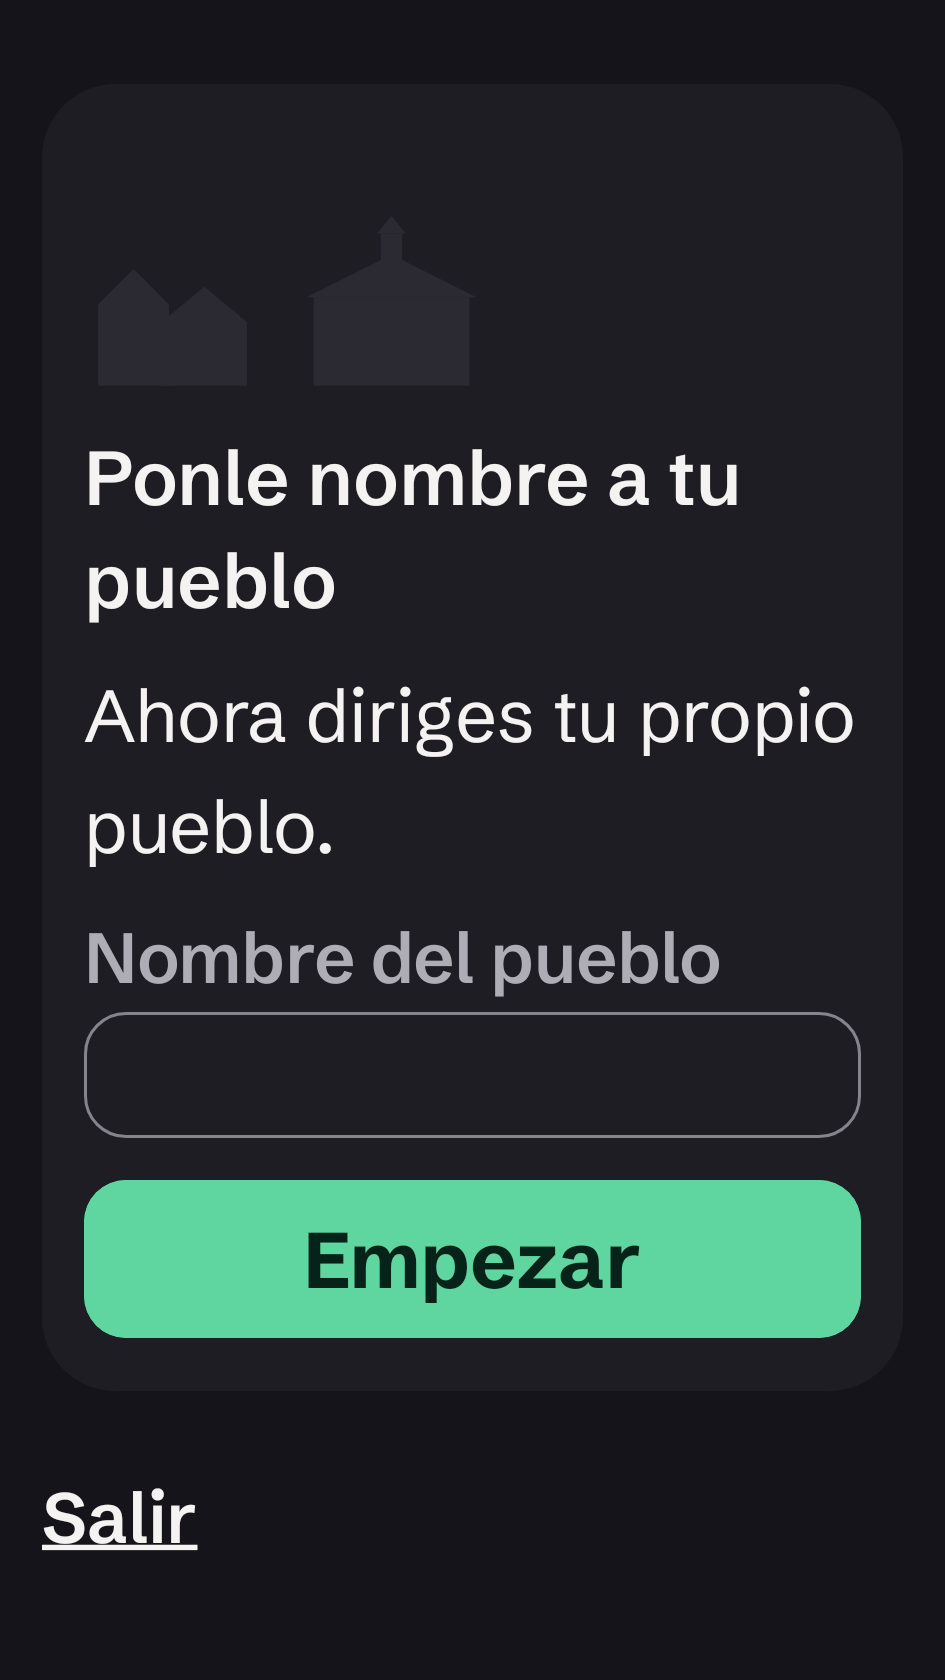 Ponle nombre a tu
pueblo
Ahora diriges tu propio
pueblo.
Nombre del pueblo
Empezar
Salir